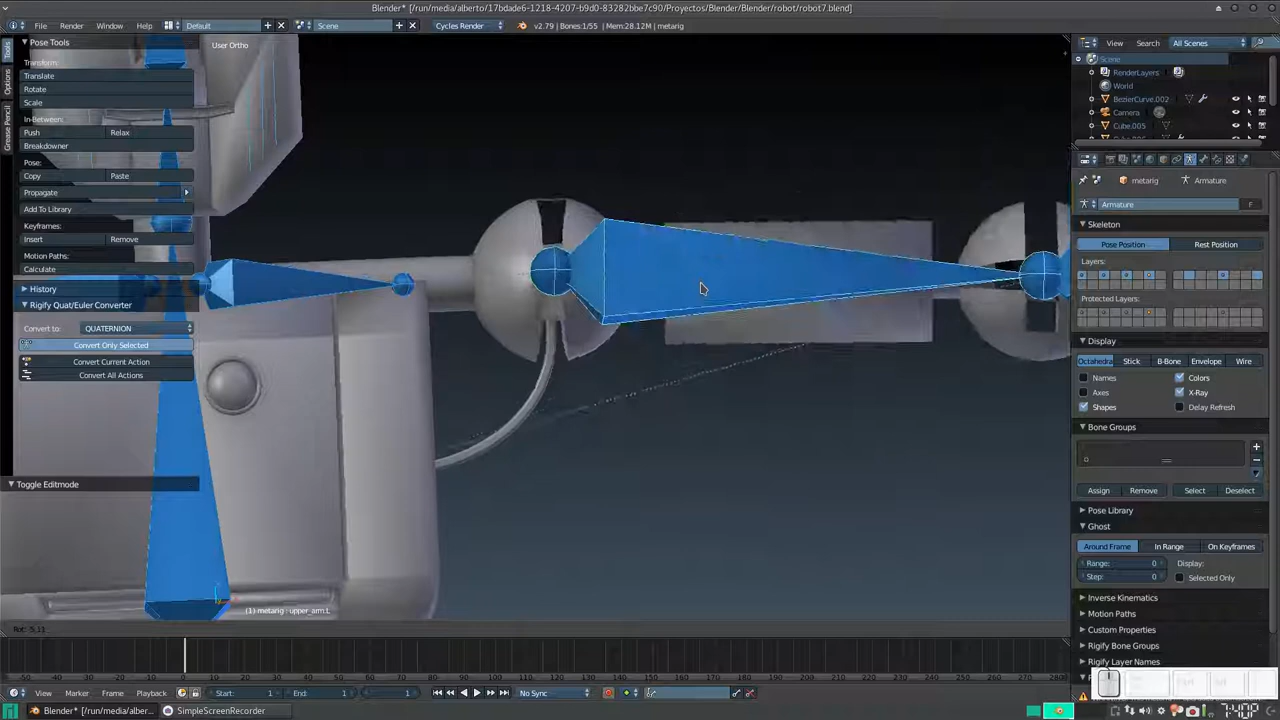 Blender* [/run/media/alberto/17bdade6-1218-4207-b9d0-83282bbe7c90/Proyectos/Blender/Blender/robot/robot7.blend]
File Render Window Help Default Scene Cycles Render v2.79 | Bones:1/55 | Mem:28.12M | metarig
View Search All Scenes
Tools
Options
Grease Pencil
Pose Tools
Transform:
Translate
Rotate
Scale
In-Between:
Push Relax
Breakdowner
Pose:
Copy Paste
Propagate
Add To Library
Keyframes:
Insert Remove
Motion Paths:
Calculate
History
Rigify Quat/Euler Converter
Convert to: QUATERNION
Convert Only Selected
Convert Current Action
Convert All Actions
Toggle Editmode
User Ortho
(1) metarig : upper_arm.L
Scene
RenderLayers
World
BezierCurve.002
Camera
Cube.005
metarig Armature
Armature F
Skeleton
Pose Position Rest Position
Layers:
Protected Layers:
Display
Octahedra Stick B-Bone Envelope Wire
Names Colors
Axes X-Ray
Shapes Delay Refresh
Bone Groups
Assign Remove Select Deselect
Pose Library
Ghost
Around Frame In Range On Keyframes
Range: 0 Display:
Step: 0 Selected Only
Inverse Kinematics
Motion Paths
Custom Properties
Rigify Bone Groups
Rigify Layer Names
View Marker Frame Playback Start: 1 End: 1 1 No Sync
Blender* [/run/media/alber... SimpleScreenRecorder